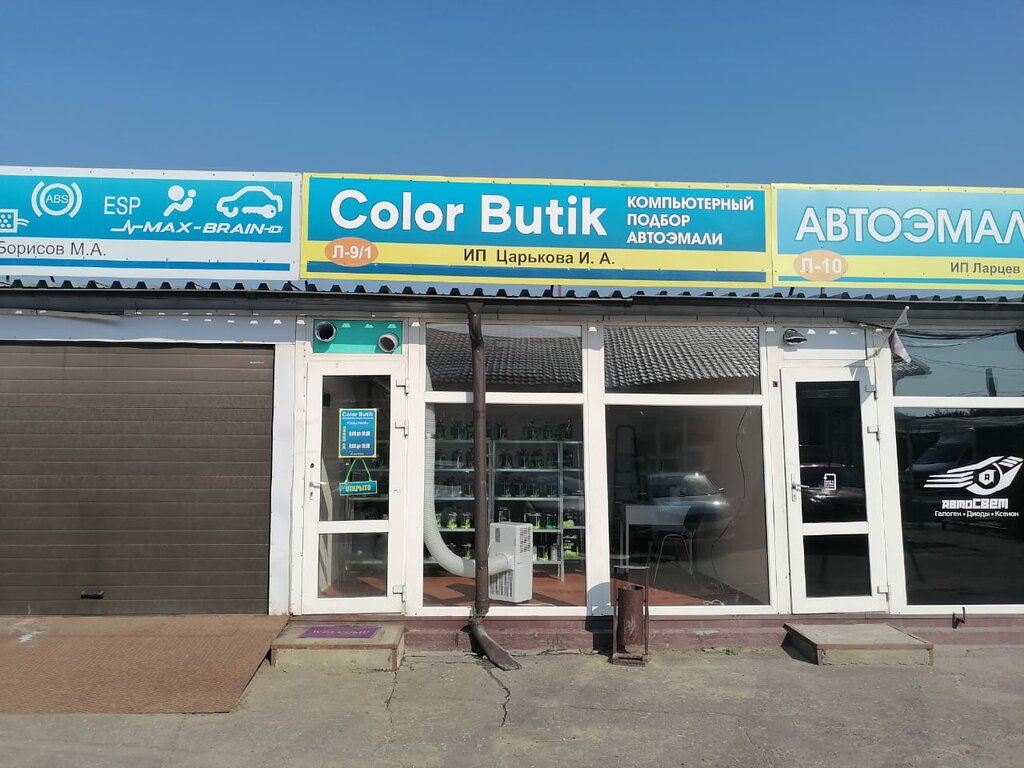 ABS
ESP
MAX-BRAIN-D
Борисов М.А.
Color Butik
КОМПЬЮТЕРНЫЙ
ПОДБОР
АВТОЭМАЛИ
Л-9/1
ИП Царькова И. А.
АВТОЭМАЛ
Л-10
ИП Ларцев
Color Butik
ОТКРЫТО
WELCOME
АВТОСВЕТ
Галоген • Диоды • Ксенон